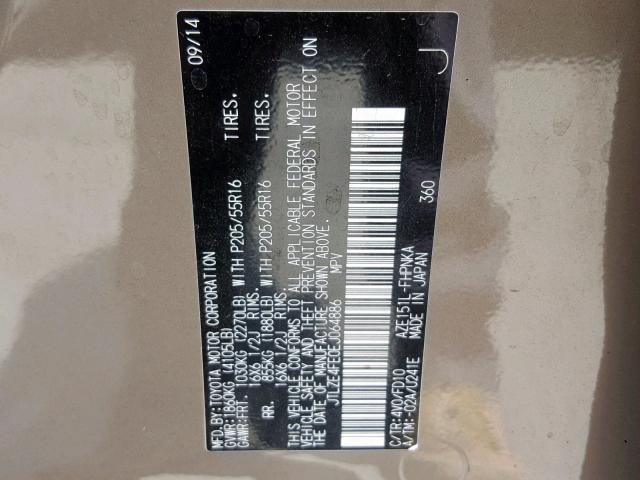 MFD.BY:TOYOTA MOTOR CORPORATION 09/14
GVWR:1860KG (4105LB)
GAWR:FRT. 1030KG (2270LB) WITH P205/55R16 TIRES.
16X6 1/2J RIMS.
RR. 855KG (1880LB) WITH P205/55R16 TIRES.
16X6 1/2J RIMS.
THIS VEHICLE CONFORMS TO ALL APPLICABLE FEDERAL MOTOR
VEHICLE SAFETY AND THEFT PREVENTION STANDARDS IN EFFECT ON
THE DATE OF MANUFACTURE SHOWN ABOVE.
JTLZE4FE0EJ064886 MPV
C/TR:4V0/FD10 AZE151L-FHPNKA 360
A/TM:-02A/U241E MADE IN JAPAN
J